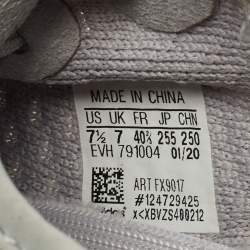 MADE IN CHINA
US UK FR JP CHN
7½ 7 40⅔ 255 250
EVH 791004 01/20
ART FX9017
#124729425
x<XBVZS400212